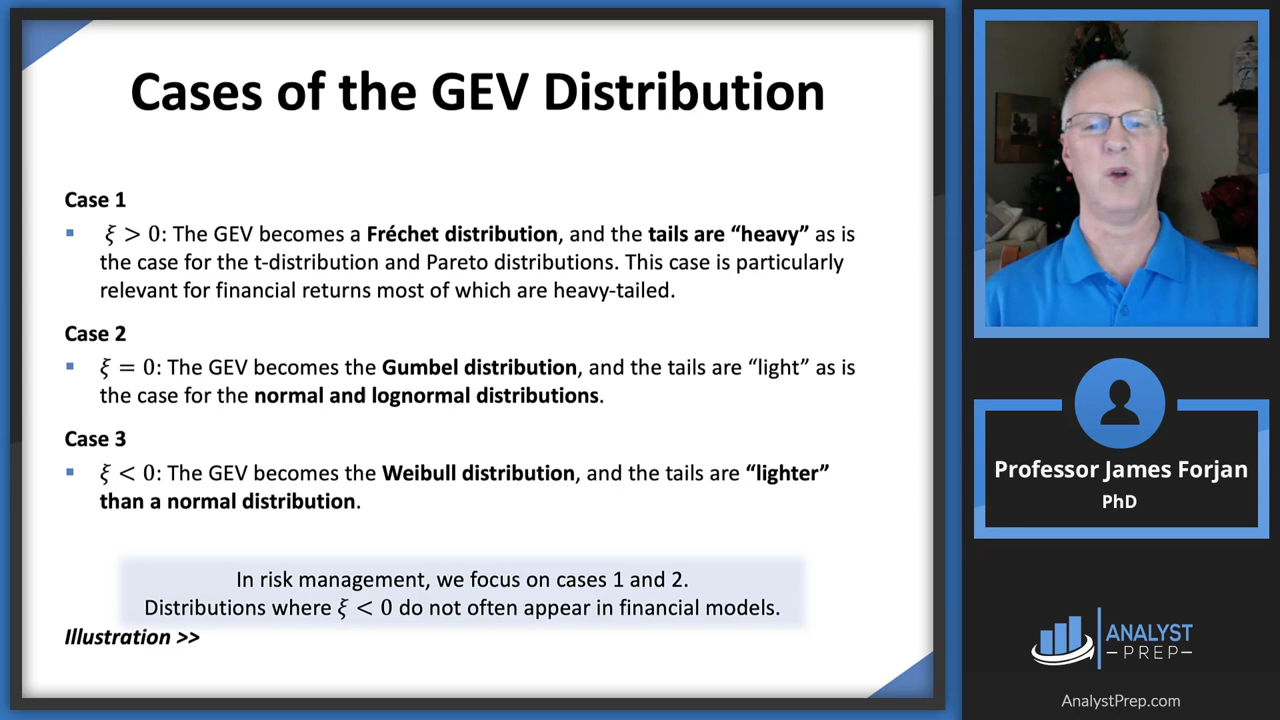 Cases of the GEV Distribution
Case 1
▪ ξ > 0: The GEV becomes a Fréchet distribution, and the tails are “heavy” as is
the case for the t-distribution and Pareto distributions. This case is particularly
relevant for financial returns most of which are heavy-tailed.
Case 2
▪ ξ = 0: The GEV becomes the Gumbel distribution, and the tails are “light” as is
the case for the normal and lognormal distributions.
Case 3
▪ ξ < 0: The GEV becomes the Weibull distribution, and the tails are “lighter”
than a normal distribution.
In risk management, we focus on cases 1 and 2.
Distributions where ξ < 0 do not often appear in financial models.
Illustration >>
Professor James Forjan
PhD
ANALYST
–PREP–
AnalystPrep.com